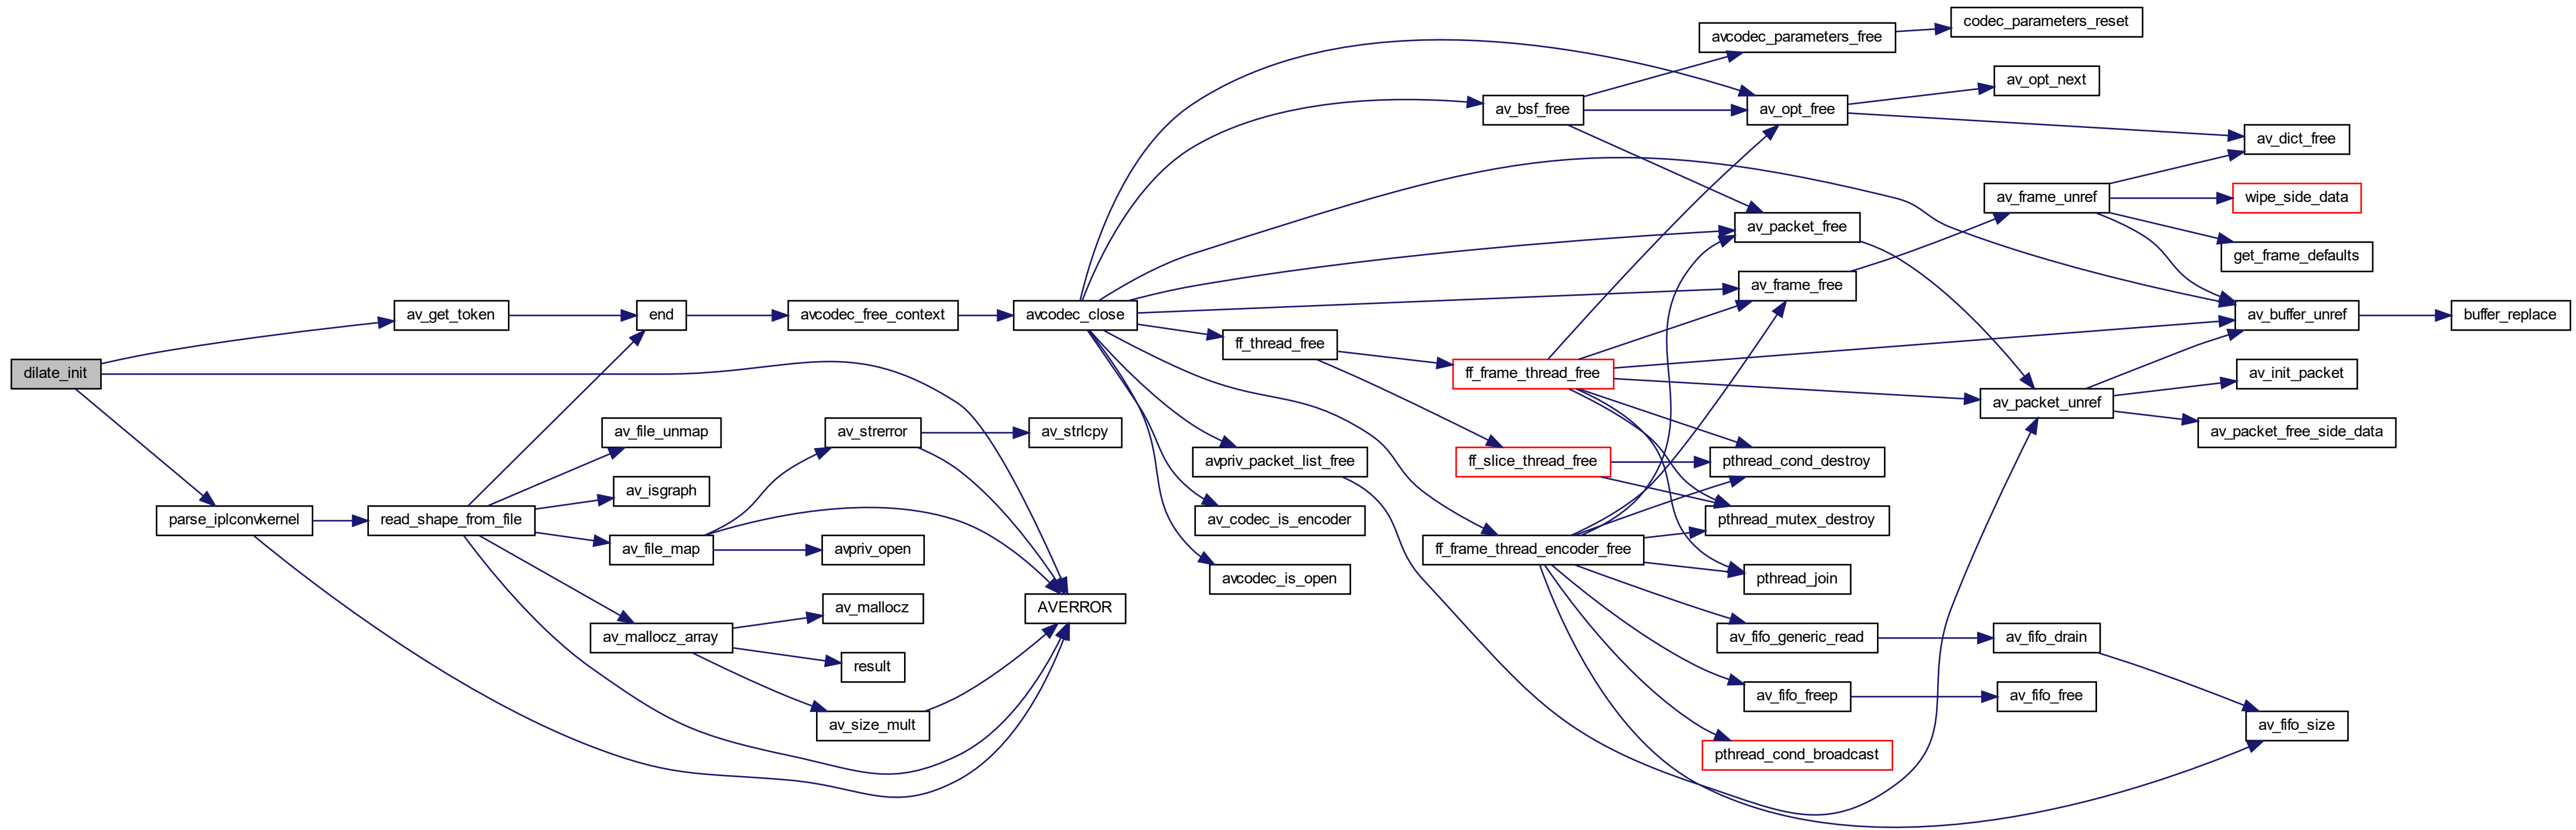 dilate_init
av_get_token
parse_iplconvkernel
end
read_shape_from_file
av_file_unmap
av_isgraph
av_file_map
av_mallocz_array
avcodec_free_context
av_strerror
avpriv_open
av_mallocz
result
av_size_mult
avcodec_close
av_strlcpy
AVERROR
ff_thread_free
avpriv_packet_list_free
av_codec_is_encoder
avcodec_is_open
av_bsf_free
ff_frame_thread_free
ff_slice_thread_free
ff_frame_thread_encoder_free
avcodec_parameters_free
av_opt_free
av_packet_free
av_frame_free
pthread_cond_destroy
pthread_mutex_destroy
pthread_join
av_fifo_generic_read
av_fifo_freep
pthread_cond_broadcast
codec_parameters_reset
av_opt_next
av_frame_unref
av_packet_unref
av_fifo_drain
av_fifo_free
av_dict_free
wipe_side_data
get_frame_defaults
av_buffer_unref
av_init_packet
av_packet_free_side_data
av_fifo_size
buffer_replace